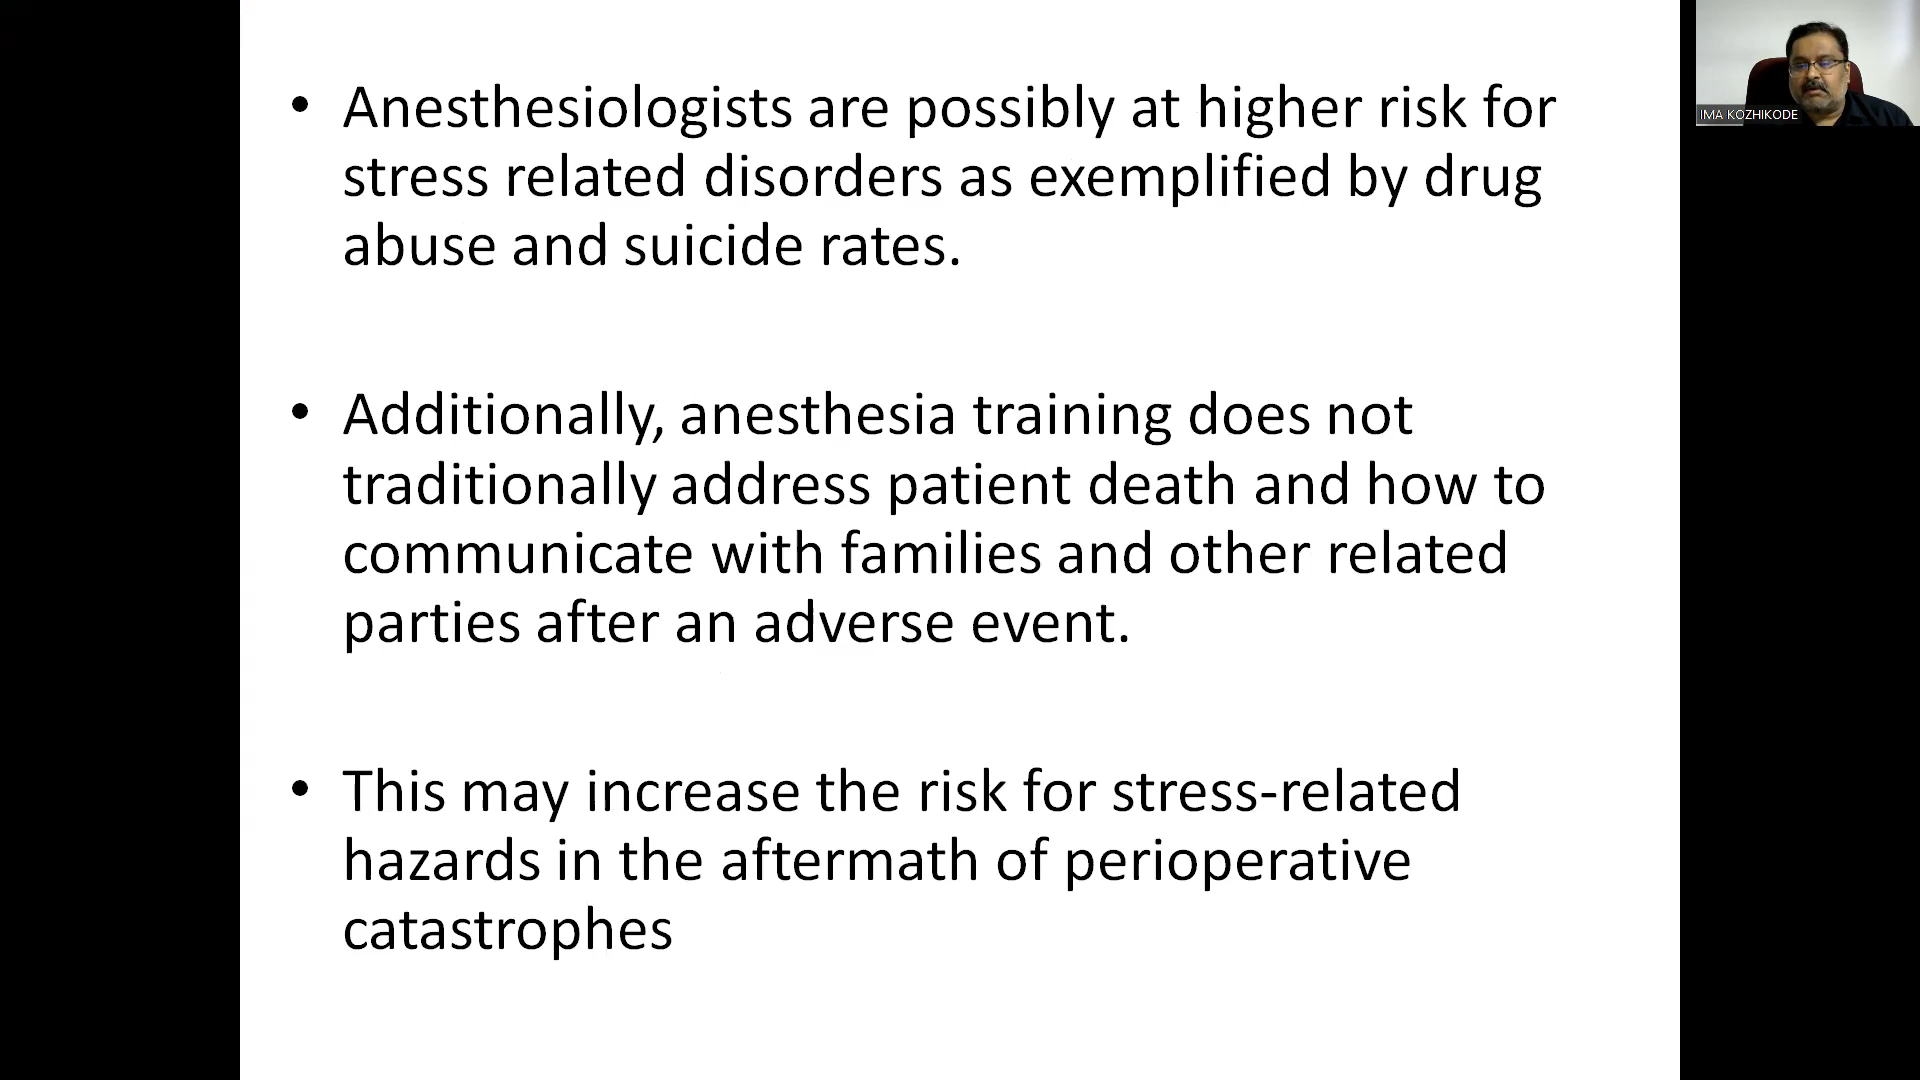 • Anesthesiologists are possibly at higher risk for
stress related disorders as exemplified by drug
abuse and suicide rates.
• Additionally, anesthesia training does not
traditionally address patient death and how to
communicate with families and other related
parties after an adverse event.
• This may increase the risk for stress-related
hazards in the aftermath of perioperative
catastrophes
IMA KOZHIKODE